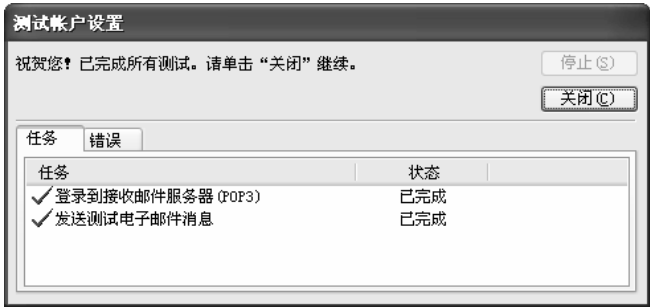 测试帐户设置
祝贺您！已完成所有测试。请单击“关闭”继续。
停止(S)
关闭(C)
任务 错误
任务 状态
登录到接收邮件服务器(POP3) 已完成
发送测试电子邮件消息 已完成